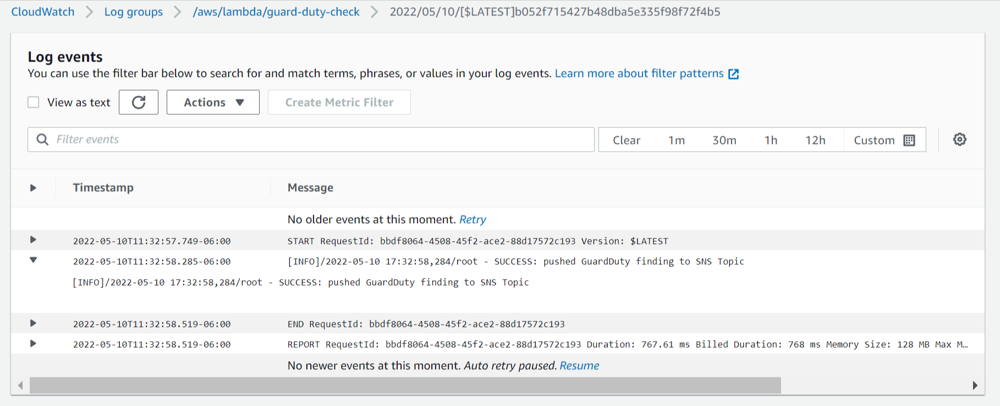 CloudWatch > Log groups > /aws/lambda/guard-duty-check > 2022/05/10/[$LATEST]b052f715427b48dba5e335f98f72f4b5
Log events
You can use the filter bar below to search for and match terms, phrases, or values in your log events. Learn more about filter patterns
View as text Actions Create Metric Filter
Filter events Clear 1m 30m 1h 12h Custom
Timestamp Message
No older events at this moment. Retry
2022-05-10T11:32:57.749-06:00 START RequestId: bbdf8064-4508-45f2-ace2-88d17572c193 Version: $LATEST
2022-05-10T11:32:58.285-06:00 [INFO]/2022-05-10 17:32:58,284/root - SUCCESS: pushed GuardDuty finding to SNS Topic
[INFO]/2022-05-10 17:32:58,284/root - SUCCESS: pushed GuardDuty finding to SNS Topic
2022-05-10T11:32:58.519-06:00 END RequestId: bbdf8064-4508-45f2-ace2-88d17572c193
2022-05-10T11:32:58.519-06:00 REPORT RequestId: bbdf8064-4508-45f2-ace2-88d17572c193 Duration: 767.61 ms Billed Duration: 768 ms Memory Size: 128 MB Max M…
No newer events at this moment. Auto retry paused. Resume